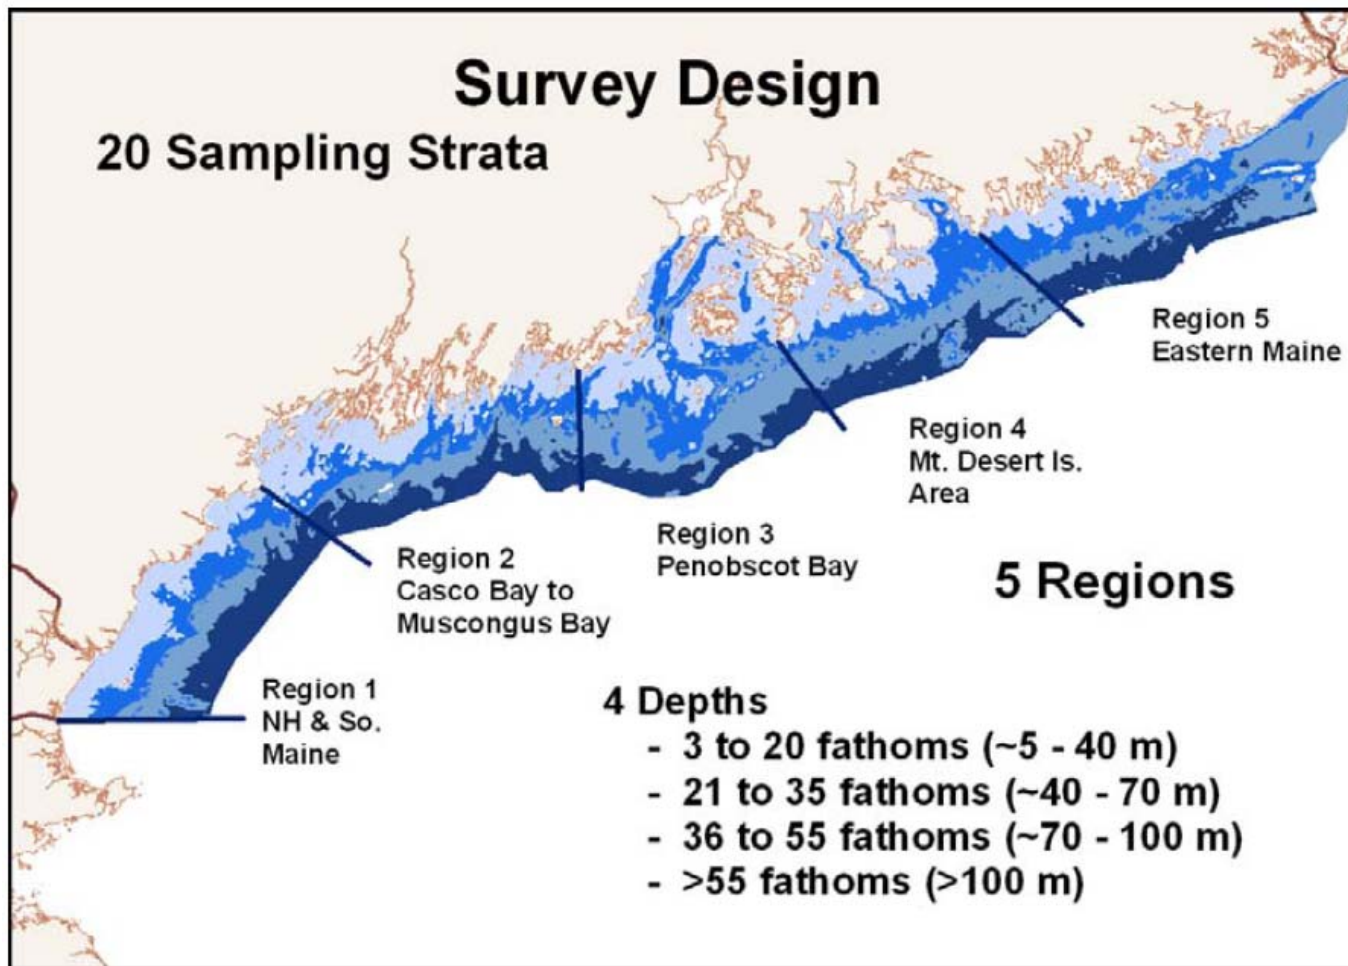 Survey Design
20 Sampling Strata
Region 5
Eastern Maine
Region 4
Mt. Desert Is.
Area
Region 3
Penobscot Bay
Region 2
Casco Bay to
Muscongus Bay
5 Regions
Region 1
NH & So.
Maine
4 Depths
- 3 to 20 fathoms (~5 - 40 m)
- 21 to 35 fathoms (~40 - 70 m)
- 36 to 55 fathoms (~70 - 100 m)
- >55 fathoms (>100 m)